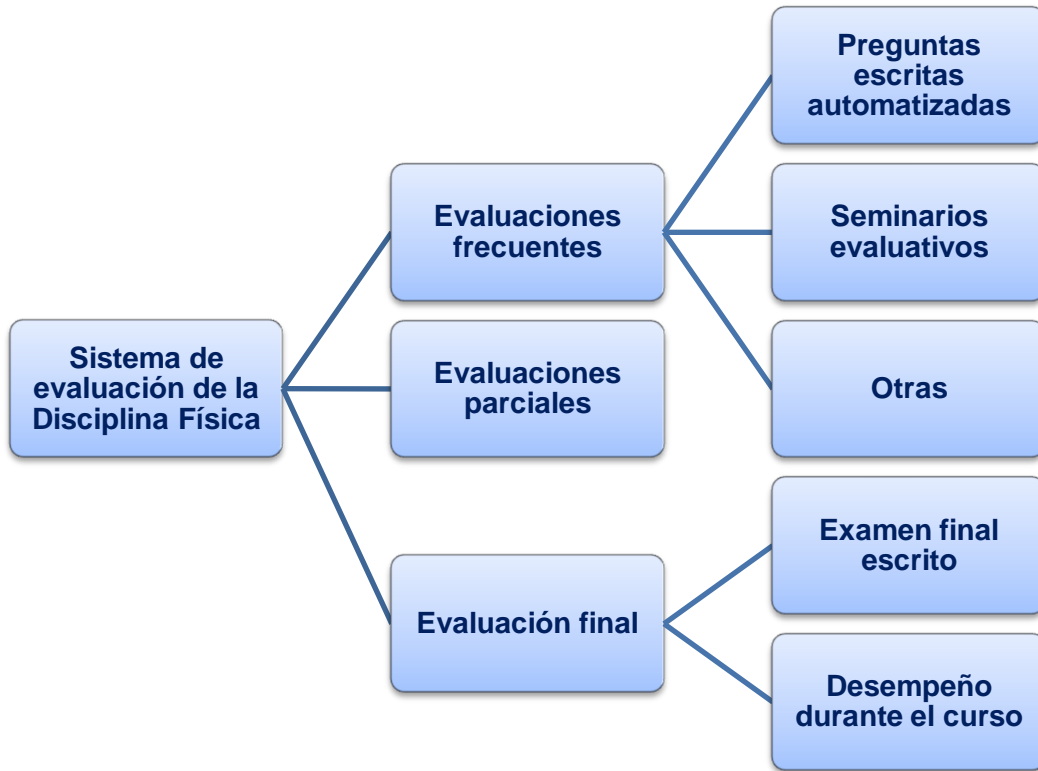 Sistema de
evaluación de la
Disciplina Física
Evaluaciones
frecuentes
Preguntas
escritas
automatizadas
Seminarios
evaluativos
Otras
Evaluaciones
parciales
Evaluación final
Examen final
escrito
Desempeño
durante el curso